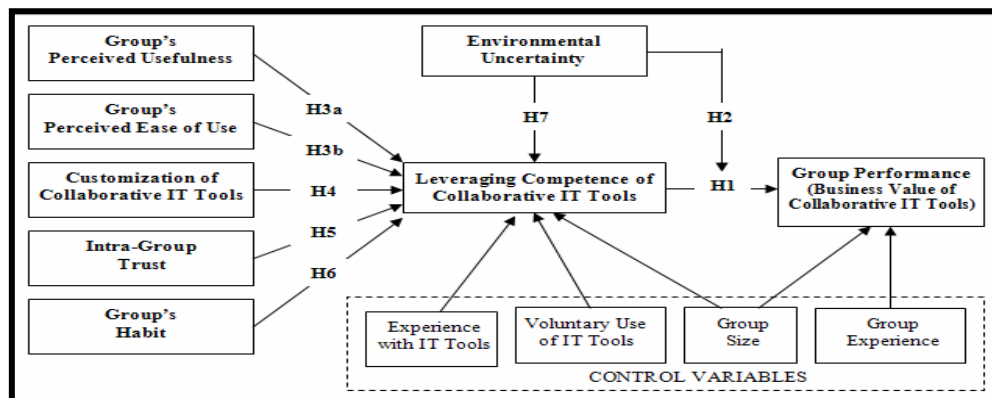 Group's
Perceived Usefulness
Group's
Perceived Ease of Use
Customization of
Collaborative IT Tools
Intra-Group
Trust
Group's
Habit
H3a
H3b
H4
H5
H6
Environmental
Uncertainty
H7
H2
Leveraging Competence of
Collaborative IT Tools
H1
Group Performance
(Business Value of
Collaborative IT Tools)
Experience
with IT Tools
Voluntary Use
of IT Tools
Group
Size
Group
Experience
CONTROL VARIABLES